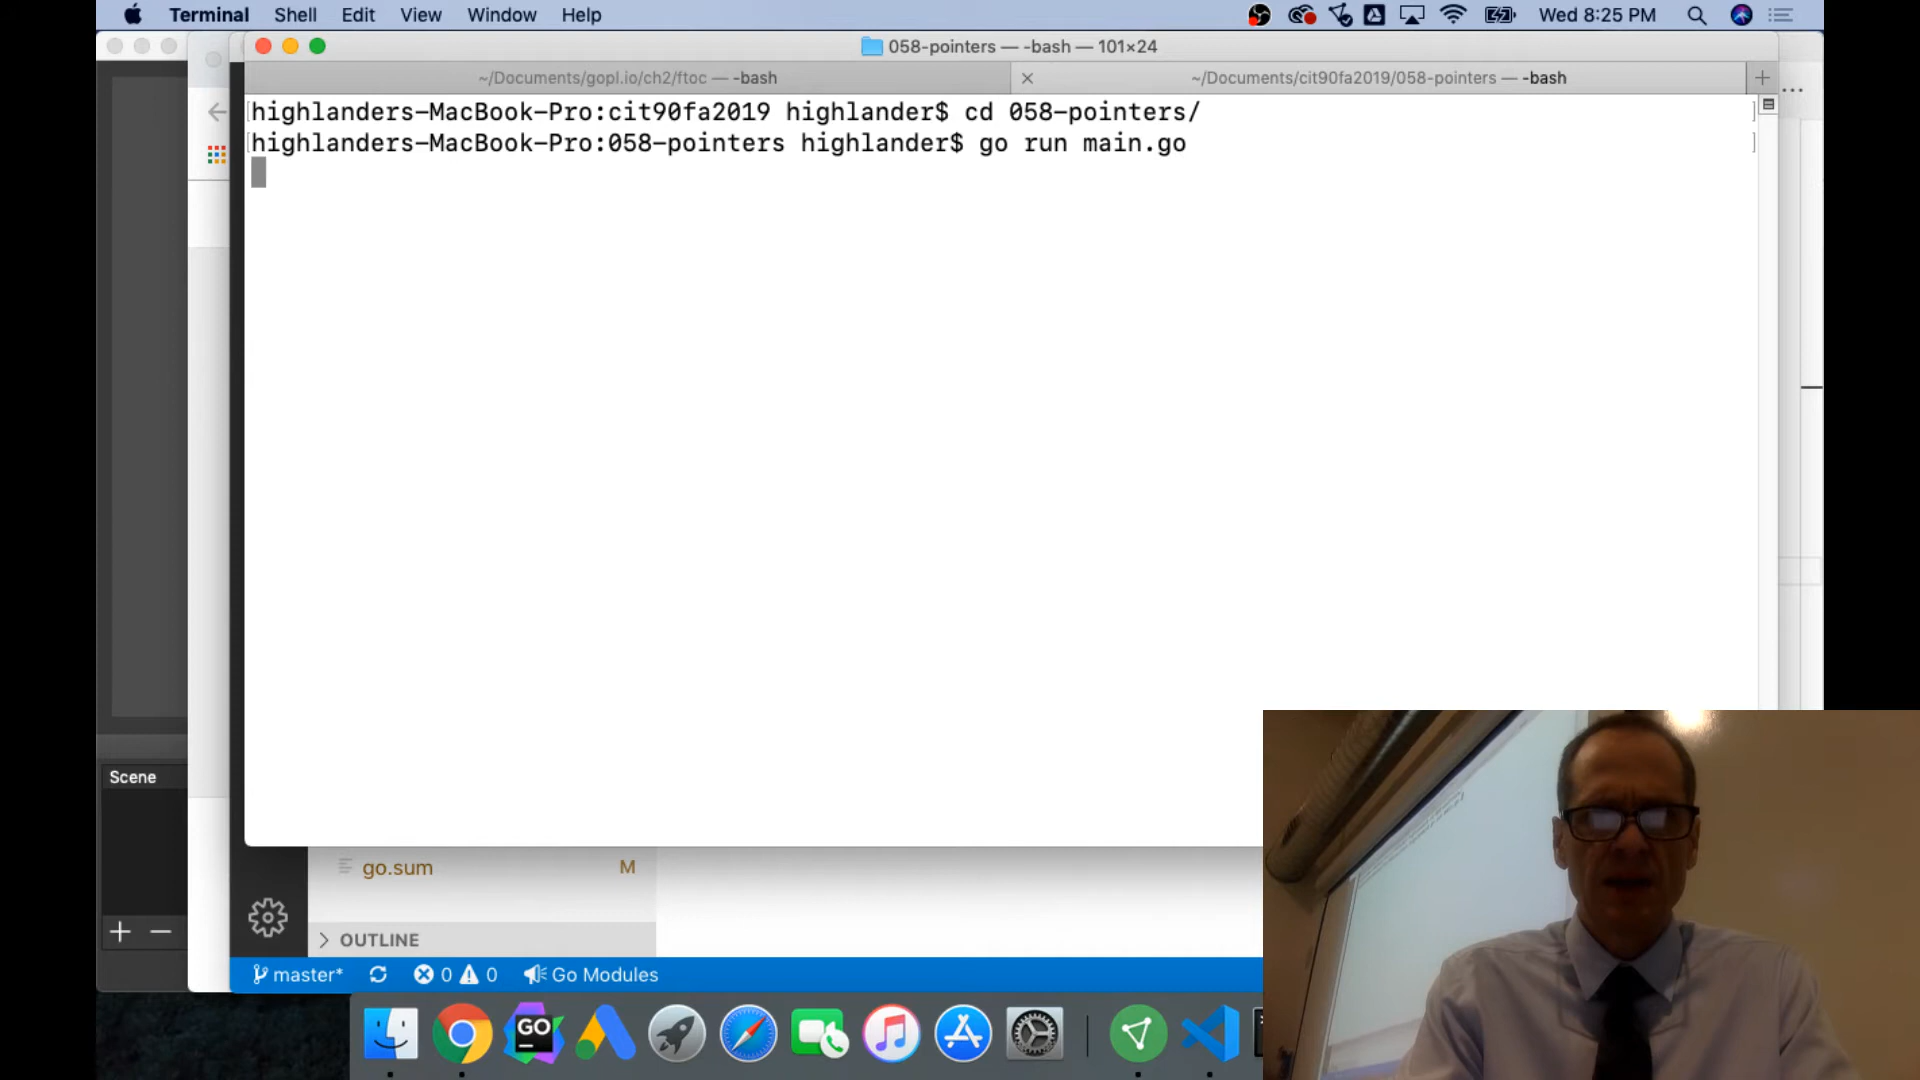 Terminal Shell Edit View Window Help Wed 8:25 PM
058-pointers — -bash — 101×24
~/Documents/gopl.io/ch2/ftoc — -bash ~/Documents/cit90fa2019/058-pointers — -bash
highlanders-MacBook-Pro:cit90fa2019 highlander$ cd 058-pointers/
highlanders-MacBook-Pro:058-pointers highlander$ go run main.go
Scene
go.sum M
OUTLINE
master* 0 0 Go Modules
GO